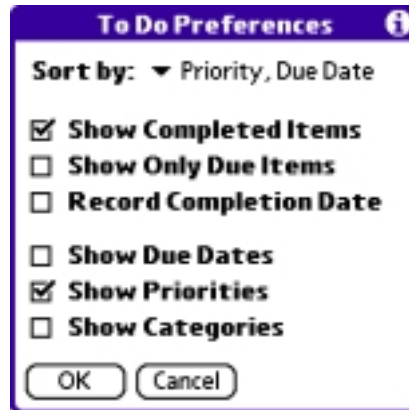 To Do Preferences
Sort by: Priority, Due Date
Show Completed Items
Show Only Due Items
Record Completion Date
Show Due Dates
Show Priorities
Show Categories
OK Cancel